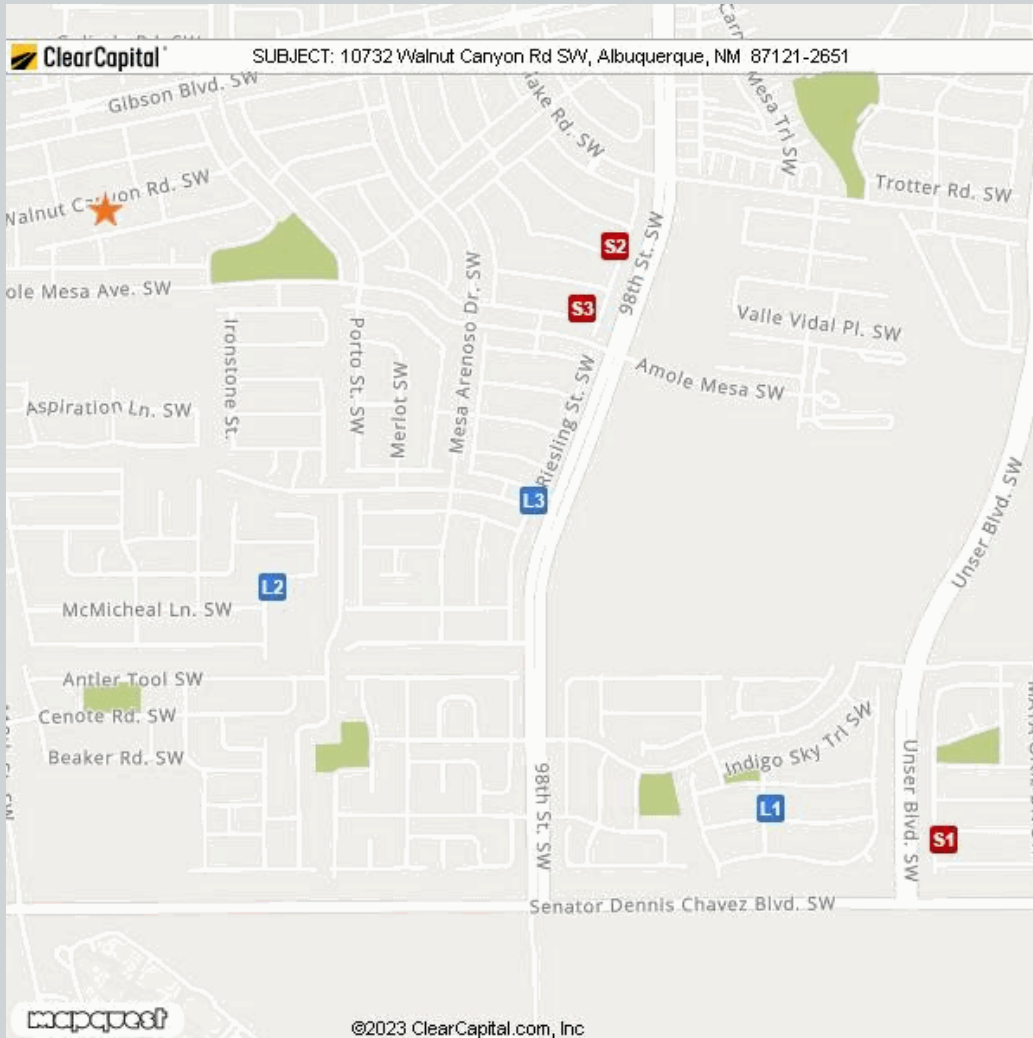 ClearCapital
SUBJECT: 10732 Walnut Canyon Rd SW, Albuquerque, NM 87121-2651
Gibson Blvd. SW
Mesa Trl SW
Rd. SW
Walnut Canyon Rd. SW
Trotter Rd. SW
S2
98th St. SW
ole Mesa Ave. SW
S3
Valle Vidal Pl. SW
Mesa Arenoso Dr. SW
Ironstone St.
Porto St. SW
Merlot SW
Amole Mesa SW
Aspiration Ln. SW
Riesling St. SW
L3
Unser Blvd. SW
L2
McMicheal Ln. SW
Antler Tool SW
Cenote Rd. SW
Beaker Rd. SW
Indigo Sky Trl SW
98th St. SW
L1
Unser Blvd. SW
S1
Senator Dennis Chavez Blvd. SW
mapquest
©2023 ClearCapital.com, Inc